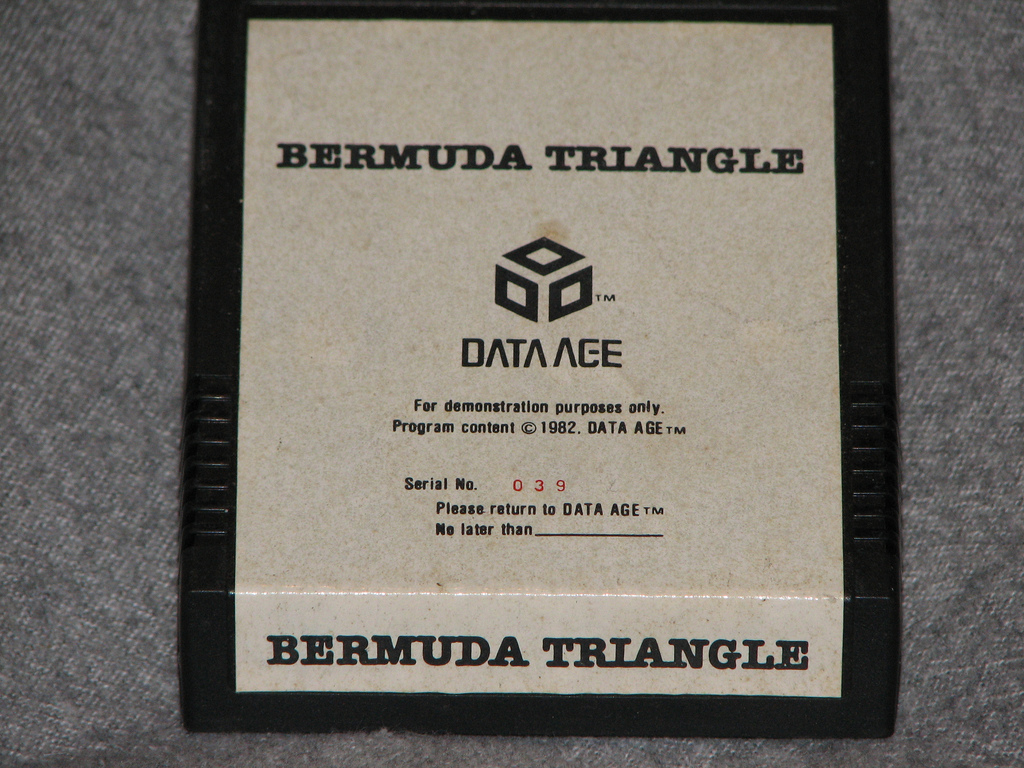 BERMUDA TRIANGLE
TM
DATA AGE
For demonstration purposes only.
Program content © 1982. DATA AGE TM
Serial No. 039
Please return to DATA AGE TM
No later than
BERMUDA TRIANGLE